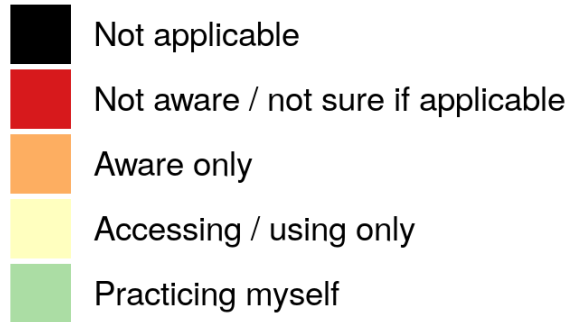 Not applicable
Not aware / not sure if applicable
Aware only
Accessing / using only
Practicing myself